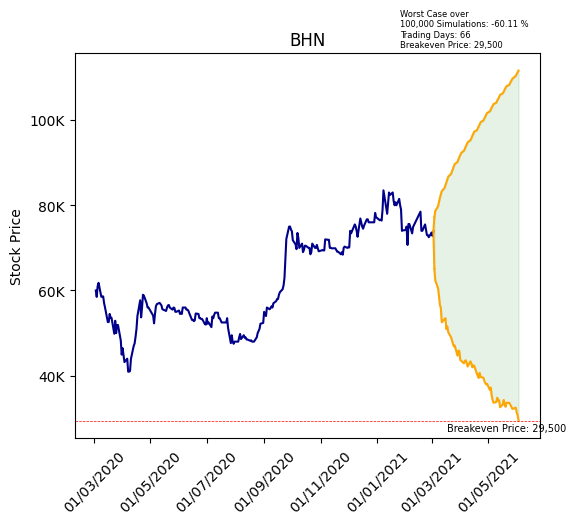 Worst Case over
100,000 Simulations: -60.11 %
Trading Days: 66
Breakeven Price: 29,500
BHN
Stock Price
100K
80K
60K
40K
Breakeven Price: 29,500
01/03/2020
01/05/2020
01/07/2020
01/09/2020
01/11/2020
01/01/2021
01/03/2021
01/05/2021